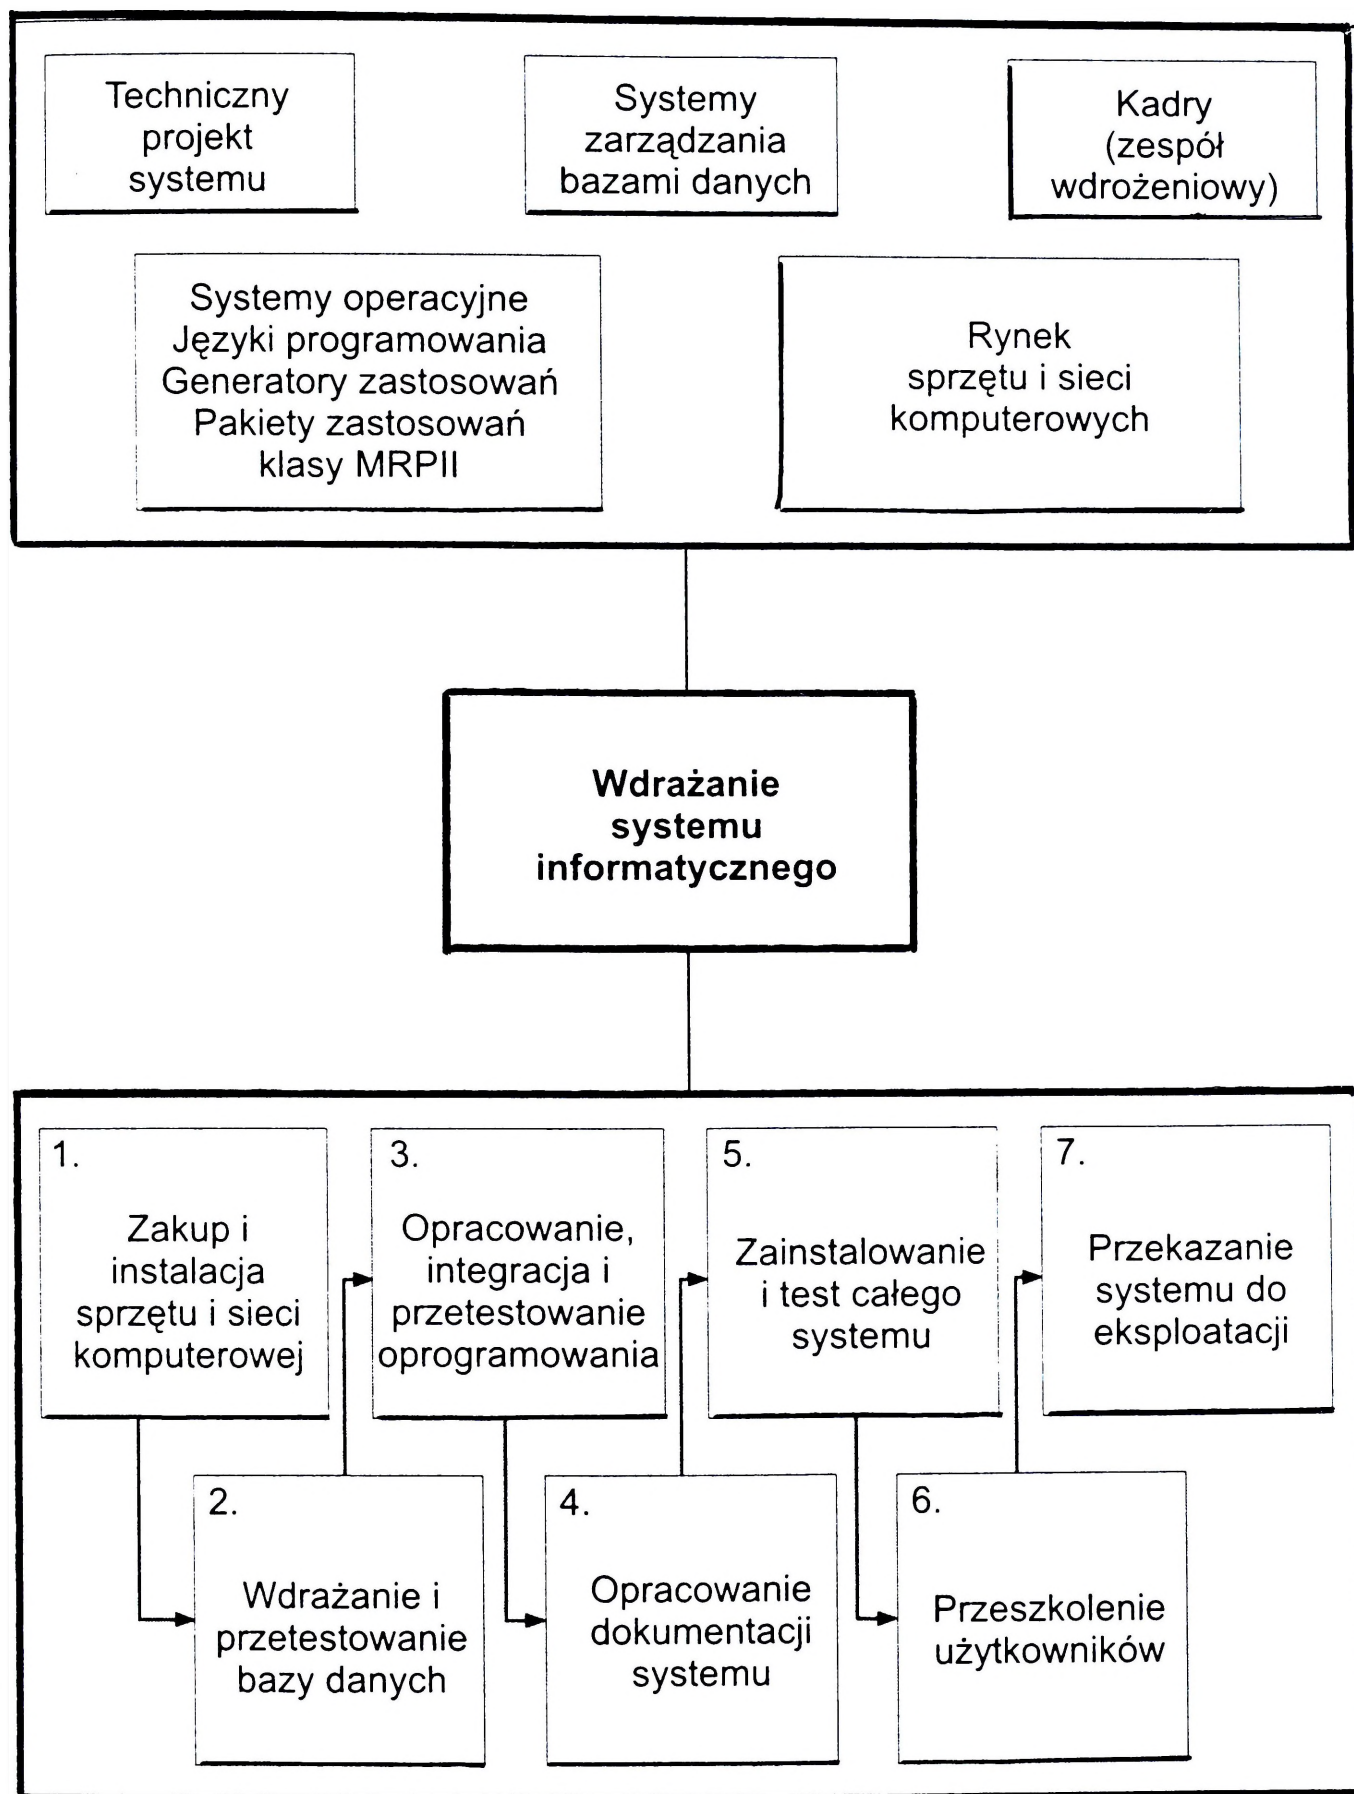 Techniczny
projekt
systemu
Systemy
zarządzania
bazami danych
Kadry
(zespół
wdrożeniowy)
Systemy operacyjne
Języki programowania
Generatory zastosowań
Pakiety zastosowań
klasy MRPII
Rynek
sprzętu i sieci
komputerowych
Wdrażanie
systemu
informatycznego
1.
Zakup i
instalacja
sprzętu i sieci
komputerowej
2.
Wdrażanie i
przetestowanie
bazy danych
3.
Opracowanie,
integracja i
przetestowanie
oprogramowania
4.
Opracowanie
dokumentacji
systemu
5.
Zainstalowanie
i test całego
systemu
6.
Przeszkolenie
użytkowników
7.
Przekazanie
systemu do
eksploatacji